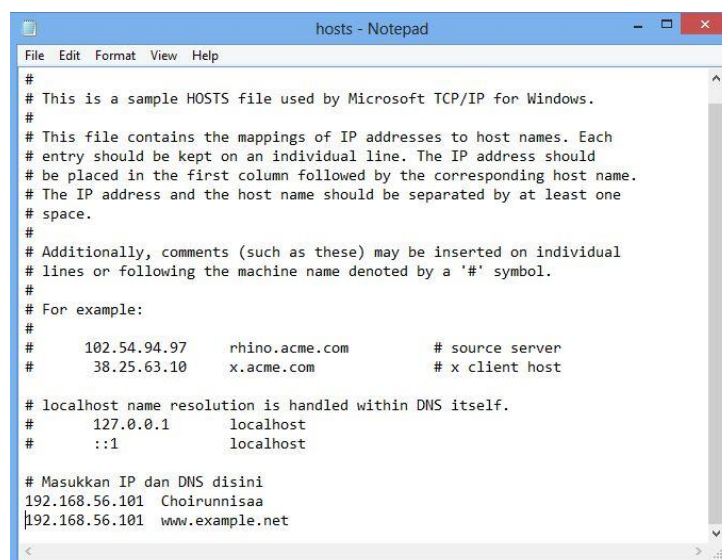 hosts - Notepad
File Edit Format View Help
#
# This is a sample HOSTS file used by Microsoft TCP/IP for Windows.
#
# This file contains the mappings of IP addresses to host names. Each
# entry should be kept on an individual line. The IP address should
# be placed in the first column followed by the corresponding host name.
# The IP address and the host name should be separated by at least one
# space.
#
# Additionally, comments (such as these) may be inserted on individual
# lines or following the machine name denoted by a '#' symbol.
#
# For example:
#
#      102.54.94.97     rhino.acme.com          # source server
#       38.25.63.10     x.acme.com              # x client host

# localhost name resolution is handled within DNS itself.
#       127.0.0.1       localhost
#       ::1             localhost

# Masukkan IP dan DNS disini
192.168.56.101  Choirunnisaa
192.168.56.101  www.example.net